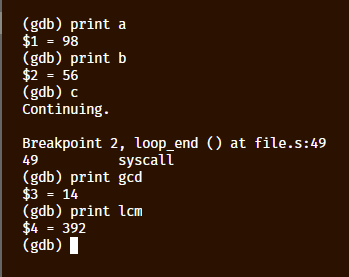 (gdb) print a
$1 = 98
(gdb) print b
$2 = 56
(gdb) c
Continuing.

Breakpoint 2, loop_end () at file.s:49
49          syscall
(gdb) print gcd
$3 = 14
(gdb) print lcm
$4 = 392
(gdb)